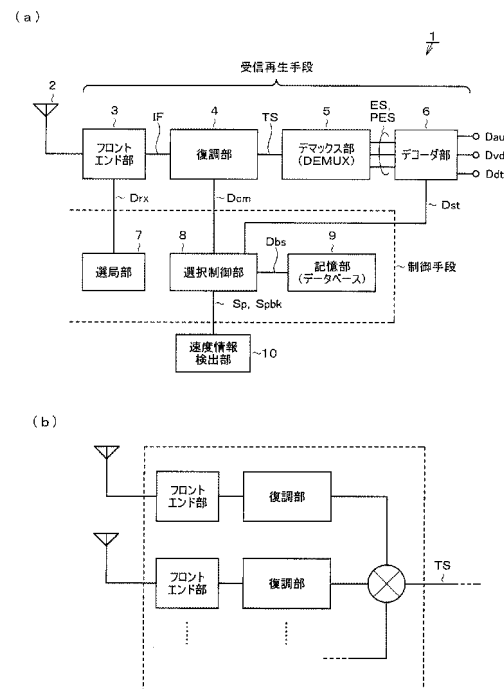 (a)
1
受信再生手段
2
3
IF
4
TS
5
ES,
PES
6
フロント
エンド部
復調部
デマックス部
(DEMUX)
デコーダ部
Dau
Dvd
Ddt
Drx
Dcm
Dst
7
8
Dbs
9
選局部
選択制御部
記憶部
(データベース)
制御手段
Sp, Spbk
速度情報
検出部
10
(b)
フロント
エンド部
復調部
フロント
エンド部
復調部
TS